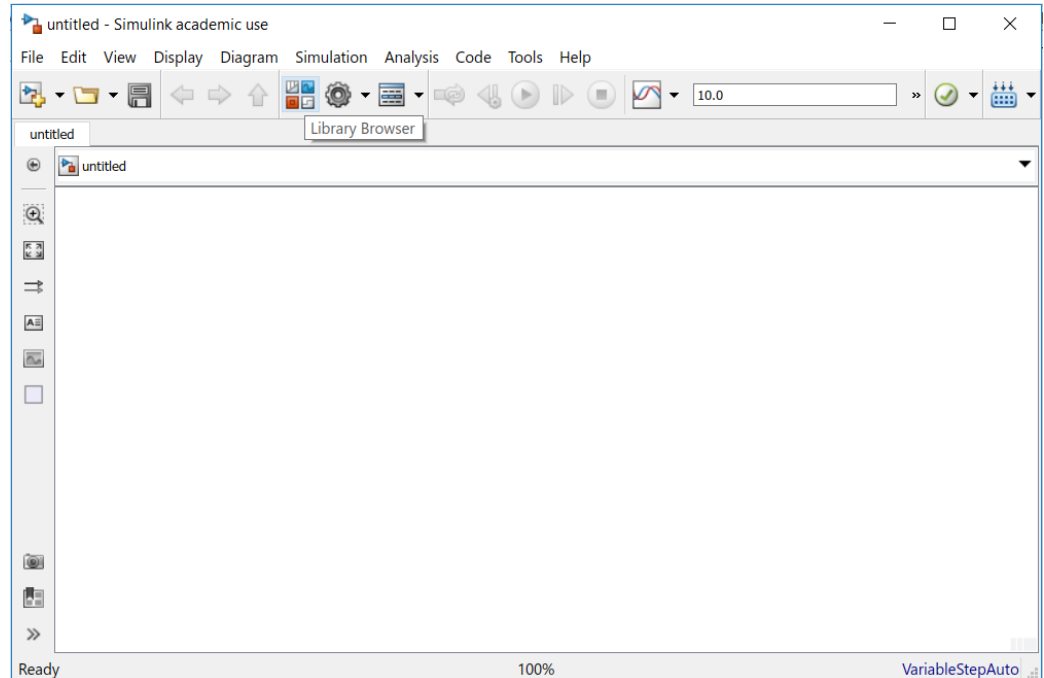 untitled - Simulink academic use
File Edit View Display Diagram Simulation Analysis Code Tools Help
10.0
»
untitled
Library Browser
untitled
Ready 100% VariableStepAuto